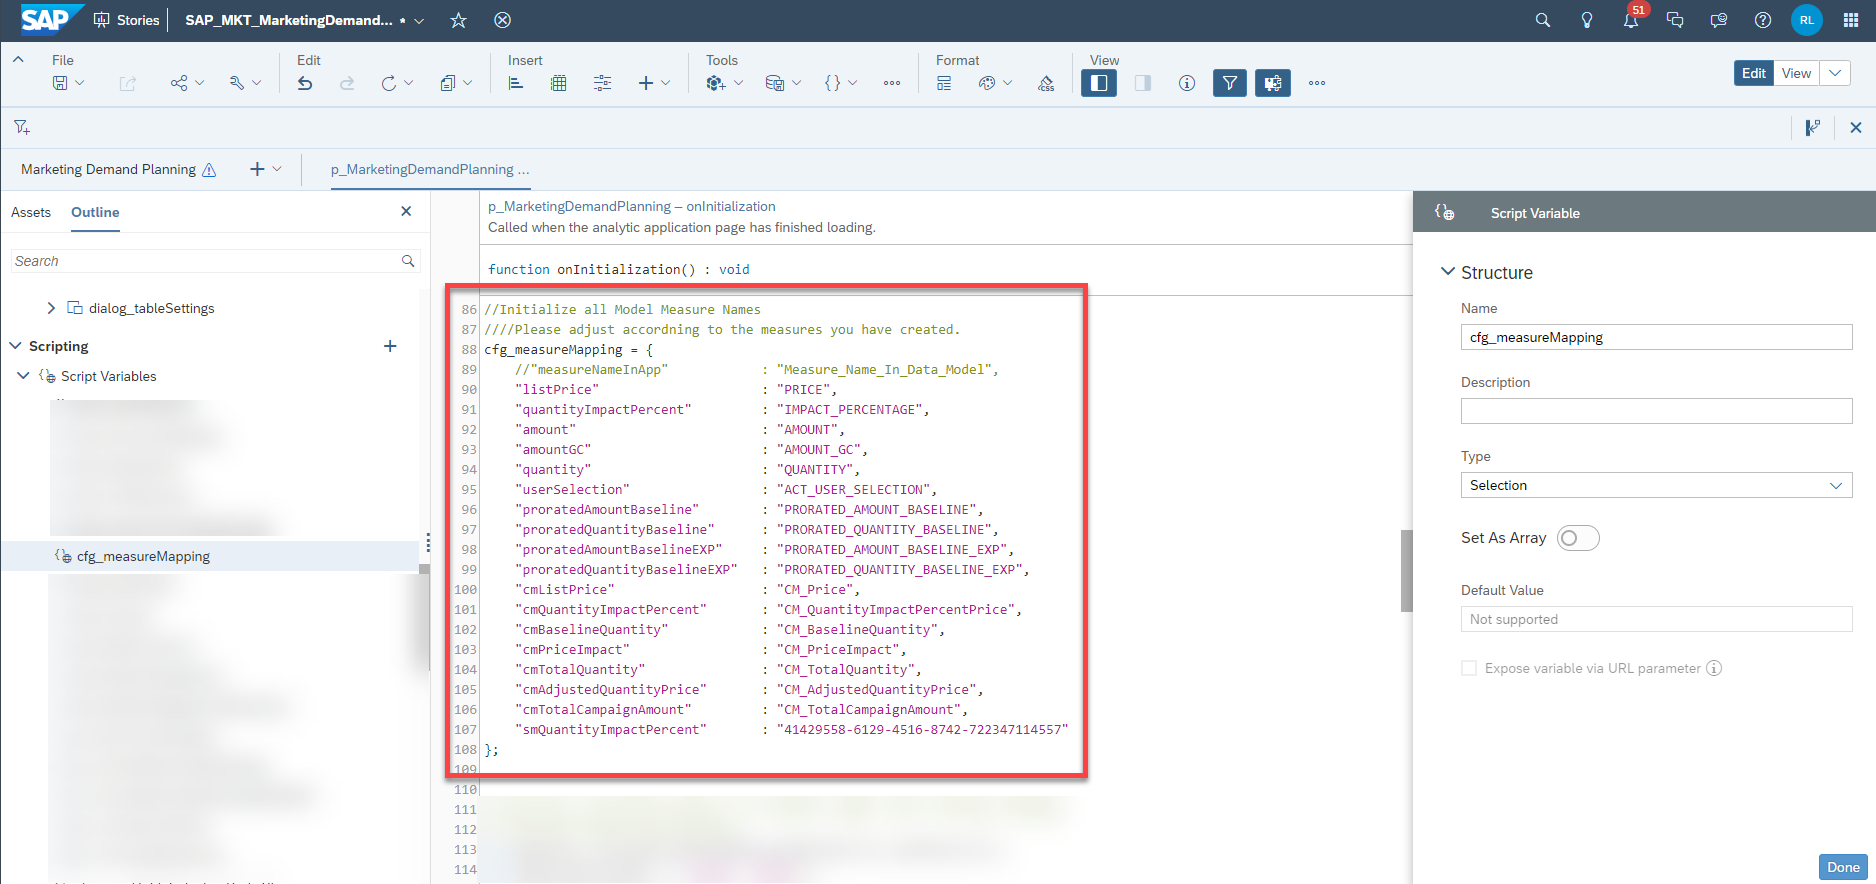 SAP Stories SAP_MKT_MarketingDemand... * 51 RL
File Edit Insert Tools Format View
CSS
Edit View
Marketing Demand Planning p_MarketingDemandPlanning ...
Assets Outline
Search
dialog_tableSettings
Scripting
Script Variables
cfg_measureMapping
p_MarketingDemandPlanning – onInitialization
Called when the analytic application page has finished loading.
function onInitialization() : void
86 //Initialize all Model Measure Names
87 ////Please adjust accordning to the measures you have created.
88 cfg_measureMapping = {
89 //"measureNameInApp" : "Measure_Name_In_Data_Model",
90 "listPrice" : "PRICE",
91 "quantityImpactPercent" : "IMPACT_PERCENTAGE",
92 "amount" : "AMOUNT",
93 "amountGC" : "AMOUNT_GC",
94 "quantity" : "QUANTITY",
95 "userSelection" : "ACT_USER_SELECTION",
96 "proratedAmountBaseline" : "PRORATED_AMOUNT_BASELINE",
97 "proratedQuantityBaseline" : "PRORATED_QUANTITY_BASELINE",
98 "proratedAmountBaselineEXP" : "PRORATED_AMOUNT_BASELINE_EXP",
99 "proratedQuantityBaselineEXP" : "PRORATED_QUANTITY_BASELINE_EXP",
100 "cmListPrice" : "CM_Price",
101 "cmQuantityImpactPercent" : "CM_QuantityImpactPercentPrice",
102 "cmBaselineQuantity" : "CM_BaselineQuantity",
103 "cmPriceImpact" : "CM_PriceImpact",
104 "cmTotalQuantity" : "CM_TotalQuantity",
105 "cmAdjustedQuantityPrice" : "CM_AdjustedQuantityPrice",
106 "cmTotalCampaignAmount" : "CM_TotalCampaignAmount",
107 "smQuantityImpactPercent" : "41429558-6129-4516-8742-722347114557"
108 };
109
110
111
112
113
114
Script Variable
Structure
Name
cfg_measureMapping
Description
Type
Selection
Set As Array
Default Value
Not supported
Expose variable via URL parameter
Done